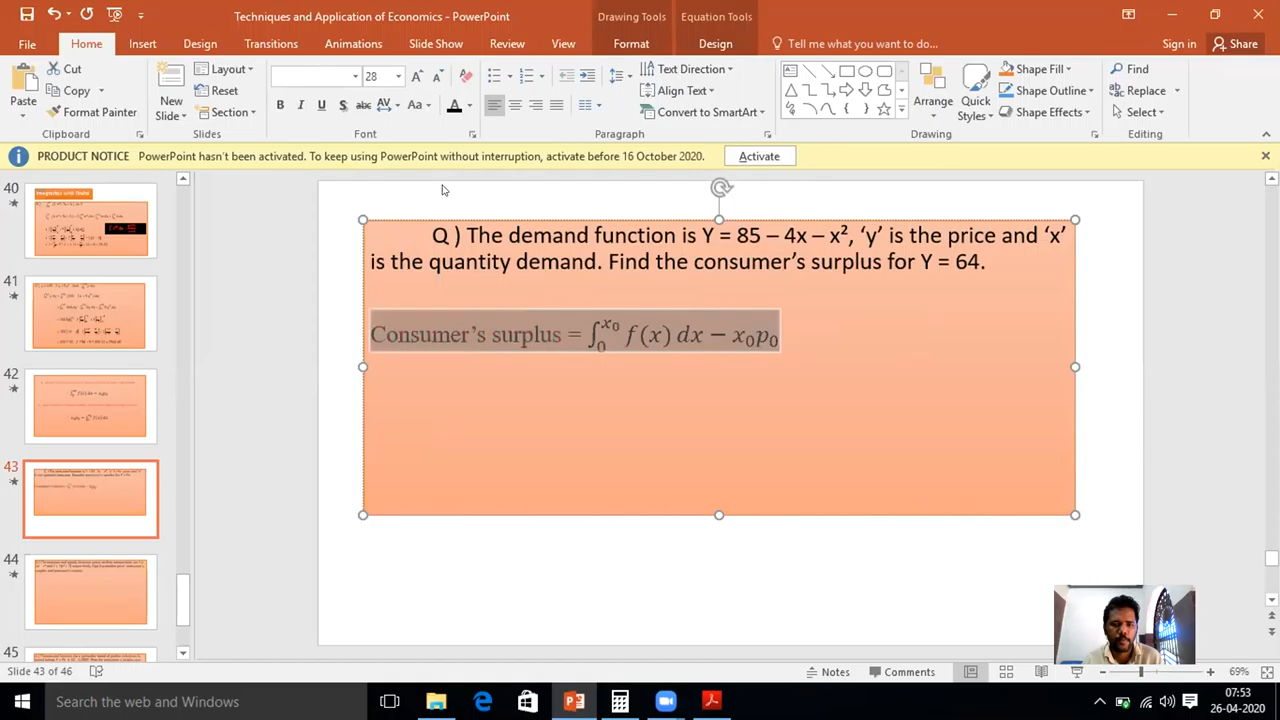 Techniques and Application of Economics - PowerPoint
Drawing Tools
Equation Tools
File
Home
Insert
Design
Transitions
Animations
Slide Show
Review
View
Format
Design
Tell me what you want to do...
Sign in
Share
Paste
Cut
Copy
Format Painter
Clipboard
New
Slide
Layout
Reset
Section
Slides
28
B I U S abc AV Aa A
Font
Text Direction
Align Text
Convert to SmartArt
Paragraph
Arrange
Quick
Styles
Shape Fill
Shape Outline
Shape Effects
Drawing
Find
Replace
Select
Editing
PRODUCT NOTICE PowerPoint hasn't been activated. To keep using PowerPoint without interruption, activate before 16 October 2020.
Activate
40
Integration with limits
41
42
43
44
45
Q ) The demand function is Y = 85 – 4x – x², ‘y’ is the price and ‘x’
is the quantity demand. Find the consumer’s surplus for Y = 64.
Consumer’s surplus = ∫₀^x₀ f(x) dx − x₀p₀
Slide 43 of 46
Notes
Comments
69%
Search the web and Windows
07:53
26-04-2020